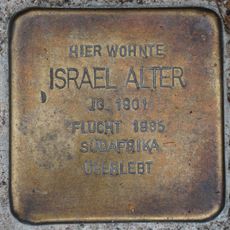 HIER WOHNTE
ISRAEL ALTER
JG. 1901
FLUCHT 1935
SÜDAFRIKA
ÜBERLEBT